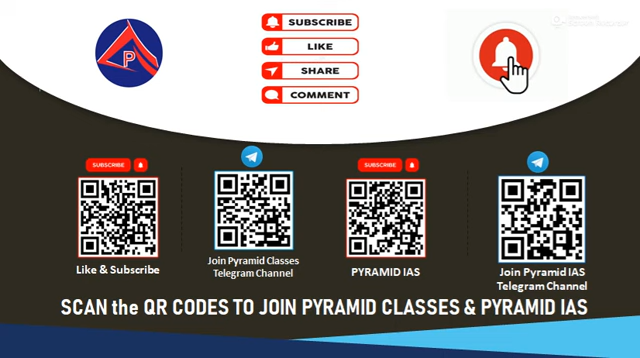 P
SUBSCRIBE
LIKE
SHARE
COMMENT
SUBSCRIBE
SUBSCRIBE
Like & Subscribe
Join Pyramid Classes
Telegram Channel
PYRAMID IAS
Join Pyramid IAS
Telegram Channel
SCAN the QR CODES TO JOIN PYRAMID CLASSES & PYRAMID IAS